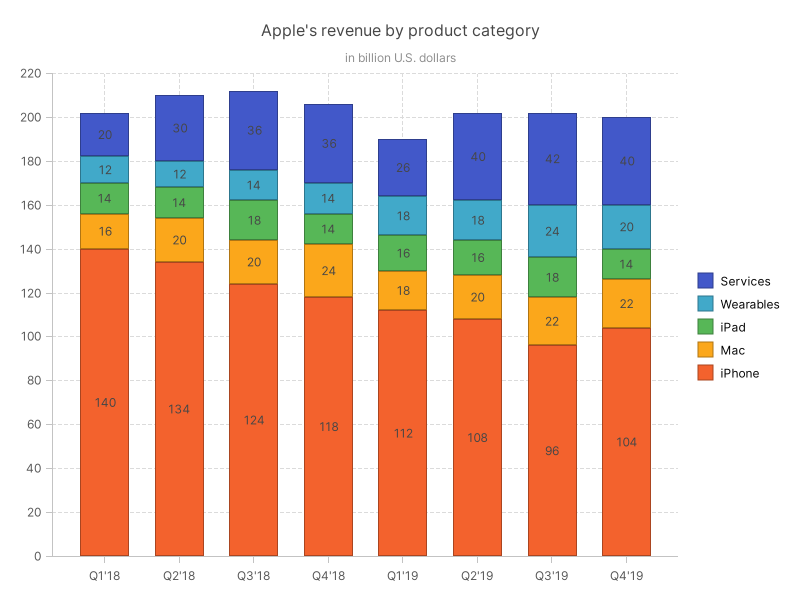 Apple's revenue by product category
in billion U.S. dollars
220
200
180
160
140
120
100
80
60
40
20
0
20 30 36 36 26 40 42 40
12 12 14 14 18 18 24 20
14 14 18 14 16 16 18 14
16 20 20 24 18 20 22 22
140 134 124 118 112 108 96 104
Q1'18 Q2'18 Q3'18 Q4'18 Q1'19 Q2'19 Q3'19 Q4'19
Services
Wearables
iPad
Mac
iPhone